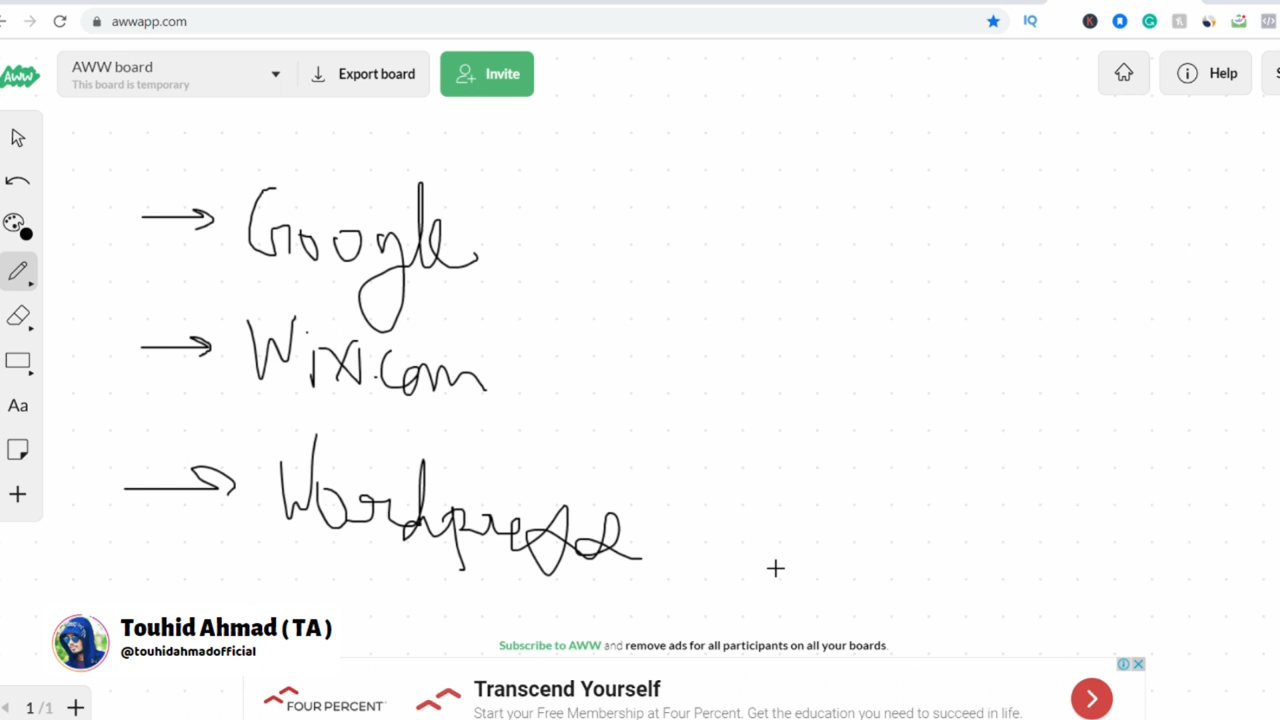 awwapp.com
IQ
AWW
AWW board
This board is temporary
Export board
Invite
Help
→ Google
→ Wix.com
Aa
→ Wordpress
Touhid Ahmad ( TA )
@touhidahmadofficial
Subscribe to AWW and remove ads for all participants on all your boards.
FOUR PERCENT
Transcend Yourself
Start your Free Membership at Four Percent. Get the education you need to succeed in life.
1 / 1